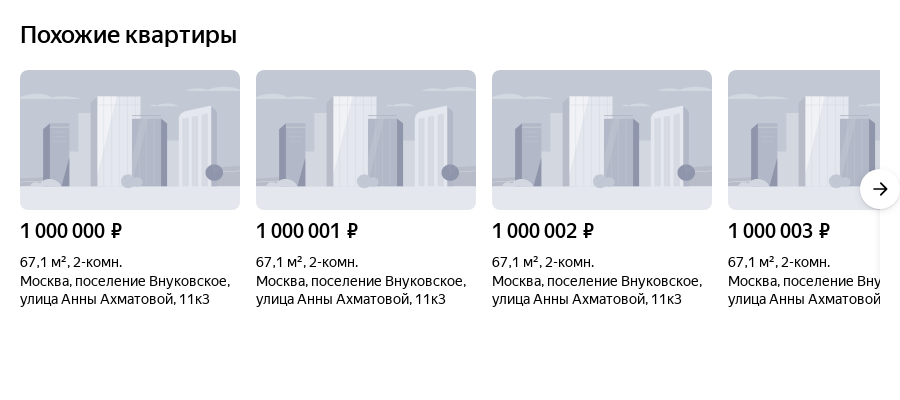 Похожие квартиры
1 000 000 ₽
67,1 м², 2-комн.
Москва, поселение Внуковское,
улица Анны Ахматовой, 11к3
1 000 001 ₽
67,1 м², 2-комн.
Москва, поселение Внуковское,
улица Анны Ахматовой, 11к3
1 000 002 ₽
67,1 м², 2-комн.
Москва, поселение Внуковское,
улица Анны Ахматовой, 11к3
1 000 003 ₽
67,1 м², 2-комн.
Москва, поселение Вну
улица Анны Ахматовой